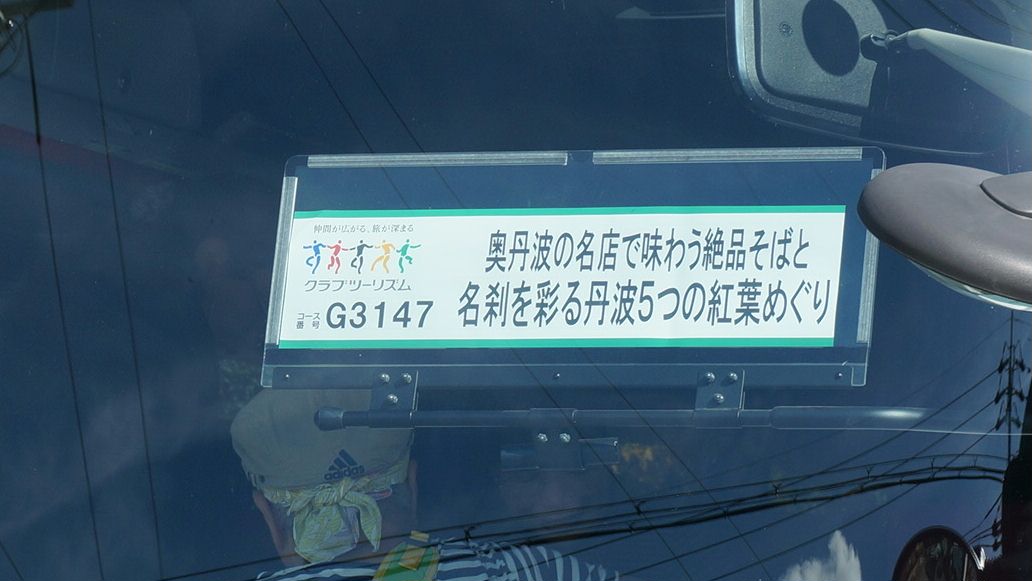 仲間が広がる、旅が深まる
クラブツーリズム
コース番号 G3147
奥丹波の名店で味わう絶品そばと
名刹を彩る丹波5つの紅葉めぐり
adidas